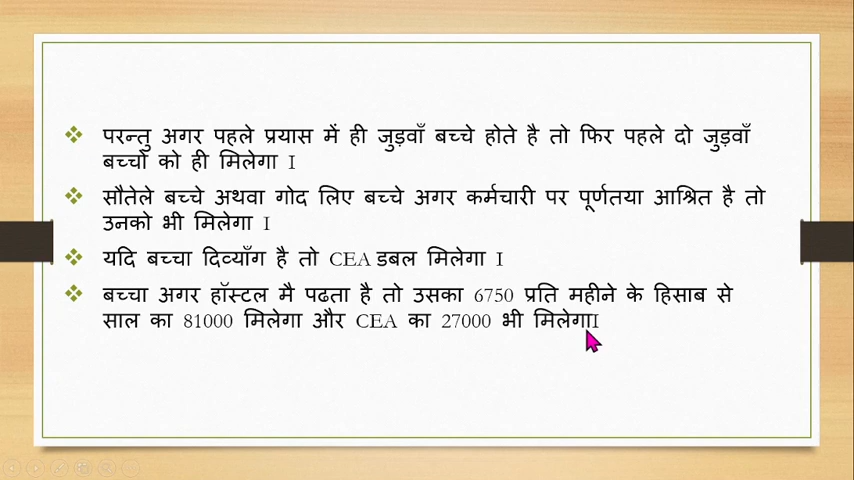 परन्तु अगर पहले प्रयास में ही जुड़वाँ बच्चे होते है तो फिर पहले दो जुड़वाँ
बच्चों को ही मिलेगा I
सौतेले बच्चे अथवा गोद लिए बच्चे अगर कर्मचारी पर पूर्णतया आश्रित है तो
उनको भी मिलेगा I
यदि बच्चा दिव्याँग है तो CEA डबल मिलेगा I
बच्चा अगर हॉस्टल मै पढता है तो उसका 6750 प्रति महीने के हिसाब से
साल का 81000 मिलेगा और CEA का 27000 भी मिलेगाI